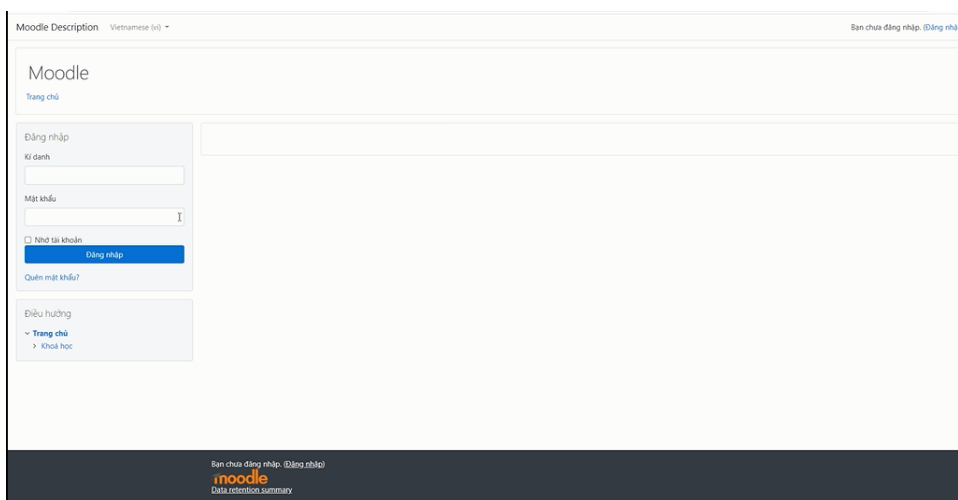 Moodle Description Vietnamese (vi) Bạn chưa đăng nhập. (Đăng nhậ
Moodle
Trang chủ
Đăng nhập
Kí danh
Mật khẩu
Nhớ tài khoản
Đăng nhập
Quên mật khẩu?
Điều hướng
Trang chủ
Khoá học
Bạn chưa đăng nhập. (Đăng nhập)
moodle
Data retention summary